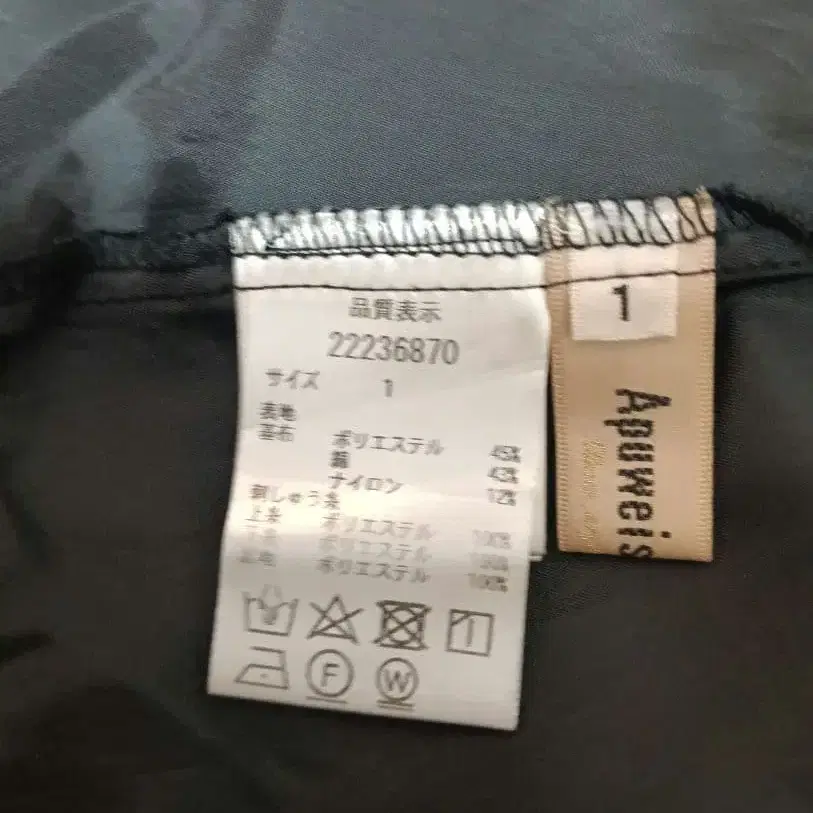 品質表示
22236870
サイズ 1
表地
基布 ポリエステル 45%
綿 43%
ナイロン 12%
刺しゅう糸
上糸 ポリエステル 100%
ポリエステル 100%
ポリエステル 100%
F
W
1
Apuweis